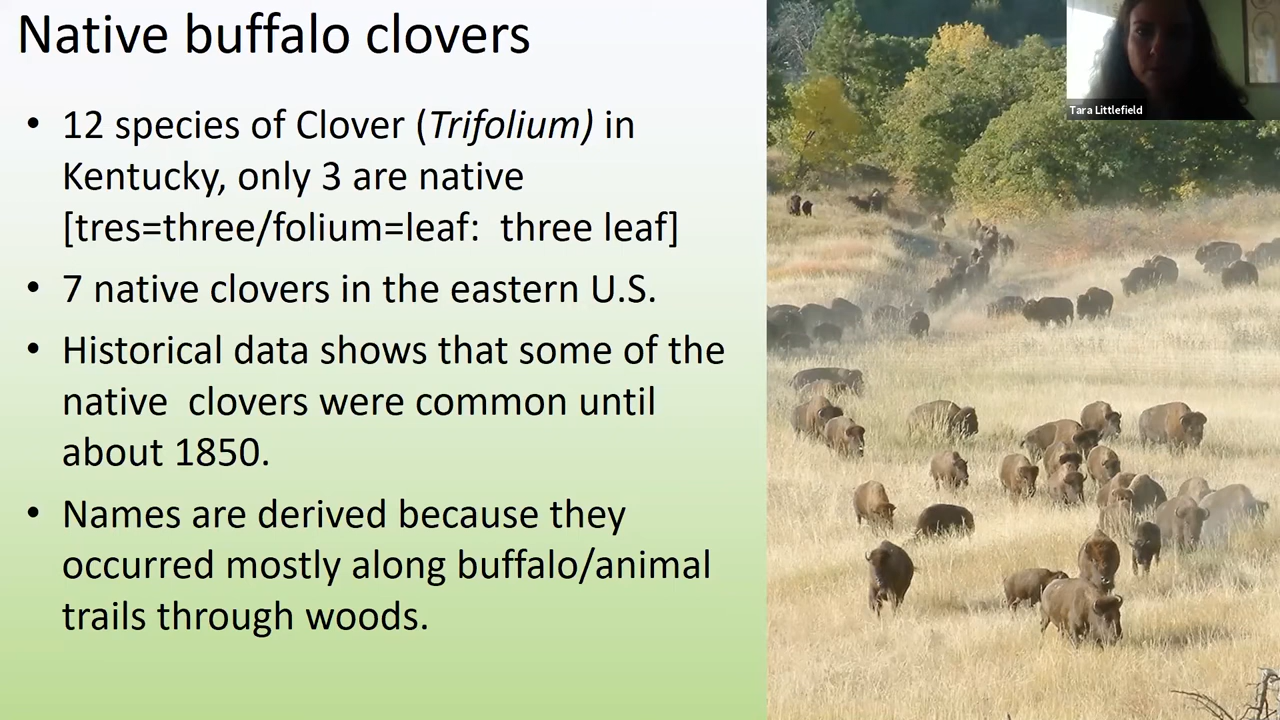 Native buffalo clovers
• 12 species of Clover (Trifolium) in
Kentucky, only 3 are native
[tres=three/folium=leaf:  three leaf]
• 7 native clovers in the eastern U.S.
• Historical data shows that some of the
native  clovers were common until
about 1850.
• Names are derived because they
occurred mostly along buffalo/animal
trails through woods.
Tara Littlefield